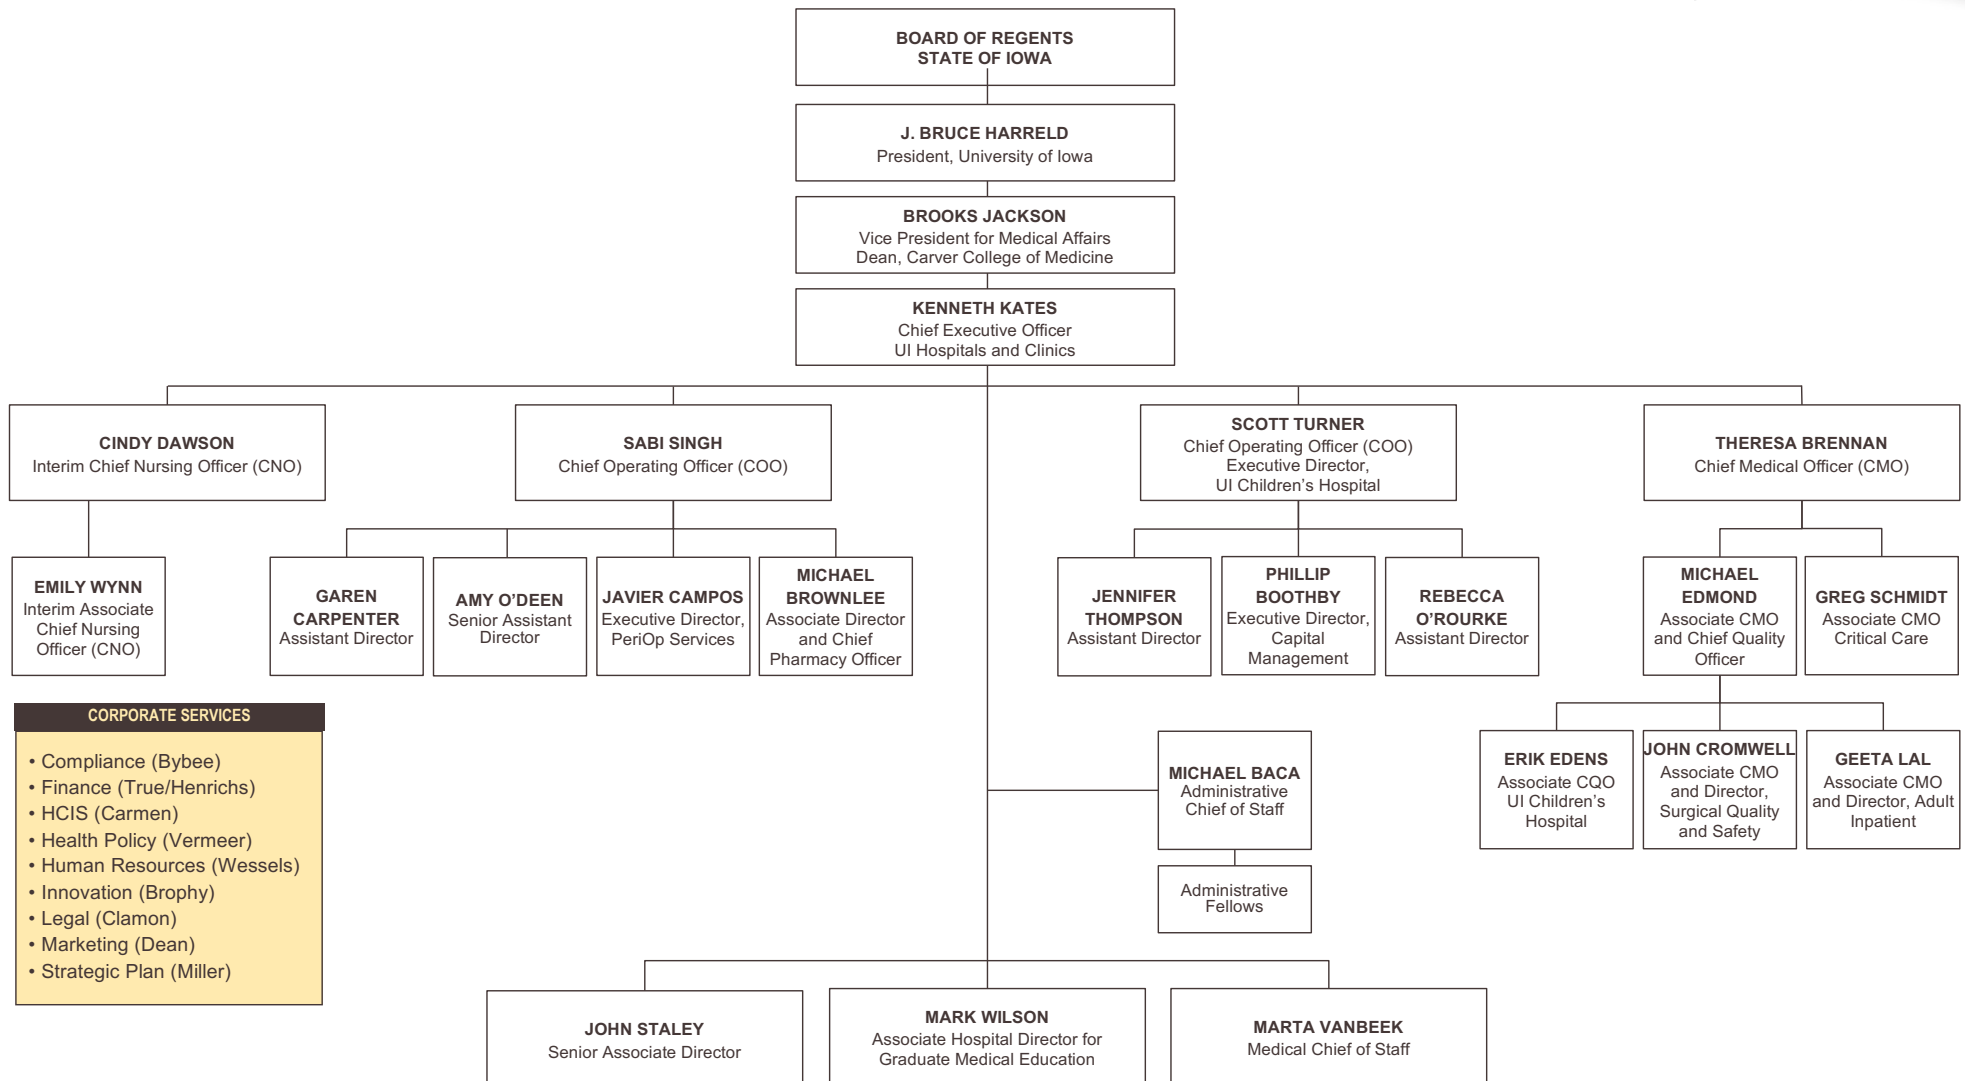 BOARD OF REGENTS
STATE OF IOWA
J. BRUCE HARRELD
President, University of Iowa
BROOKS JACKSON
Vice President for Medical Affairs
Dean, Carver College of Medicine
KENNETH KATES
Chief Executive Officer
UI Hospitals and Clinics
CINDY DAWSON
Interim Chief Nursing Officer (CNO)
SABI SINGH
Chief Operating Officer (COO)
SCOTT TURNER
Chief Operating Officer (COO)
Executive Director,
UI Children’s Hospital
THERESA BRENNAN
Chief Medical Officer (CMO)
EMILY WYNN
Interim Associate
Chief Nursing
Officer (CNO)
GAREN
CARPENTER
Assistant Director
AMY O’DEEN
Senior Assistant
Director
JAVIER CAMPOS
Executive Director,
PeriOp Services
MICHAEL
BROWNLEE
Associate Director
and Chief
Pharmacy Officer
JENNIFER
THOMPSON
Assistant Director
PHILLIP
BOOTHBY
Executive Director,
Capital
Management
REBECCA
O’ROURKE
Assistant Director
MICHAEL
EDMOND
Associate CMO
and Chief Quality
Officer
GREG SCHMIDT
Associate CMO
Critical Care
CORPORATE SERVICES
• Compliance (Bybee)
• Finance (True/Henrichs)
• HCIS (Carmen)
• Health Policy (Vermeer)
• Human Resources (Wessels)
• Innovation (Brophy)
• Legal (Clamon)
• Marketing (Dean)
• Strategic Plan (Miller)
MICHAEL BACA
Administrative
Chief of Staff
Administrative
Fellows
ERIK EDENS
Associate CQO
UI Children’s
Hospital
JOHN CROMWELL
Associate CMO
and Director,
Surgical Quality
and Safety
GEETA LAL
Associate CMO
and Director, Adult
Inpatient
JOHN STALEY
Senior Associate Director
MARK WILSON
Associate Hospital Director for
Graduate Medical Education
MARTA VANBEEK
Medical Chief of Staff